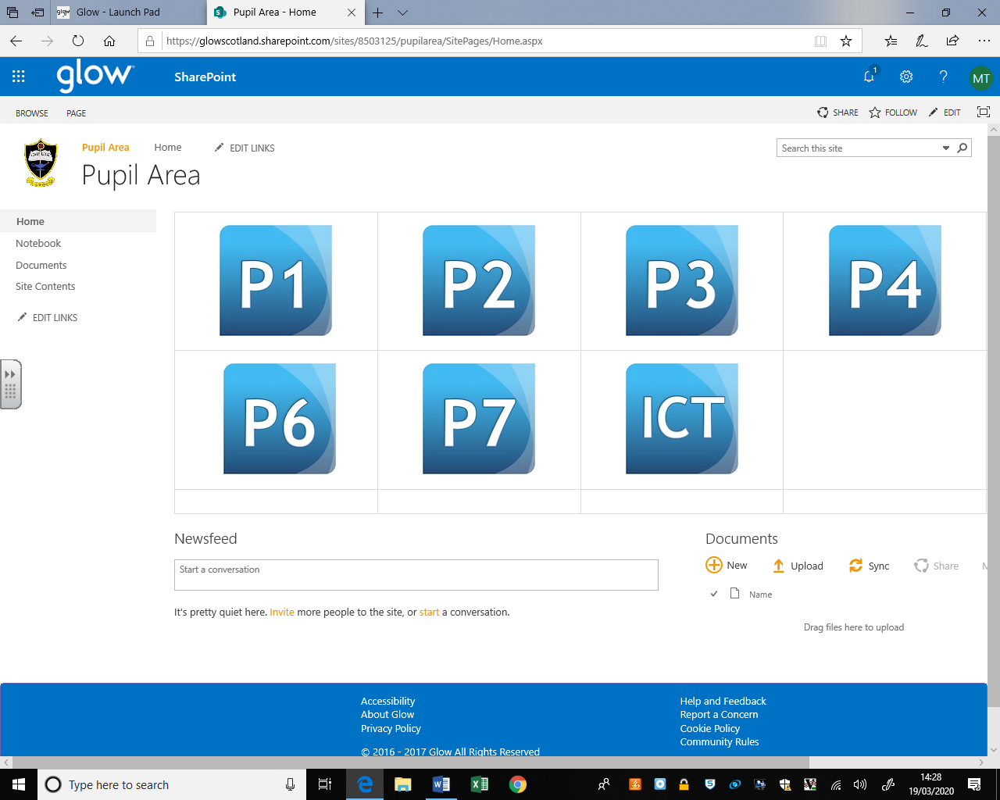 Glow - Launch Pad
Pupil Area - Home
https://glowscotland.sharepoint.com/sites/8503125/pupilarea/SitePages/Home.aspx
glow
SharePoint
1
?
MT
BROWSE
PAGE
SHARE
FOLLOW
EDIT
Pupil Area
Home
EDIT LINKS
Search this site
Pupil Area
Home
Notebook
Documents
Site Contents
EDIT LINKS
P1
P2
P3
P4
P6
P7
ICT
Newsfeed
Start a conversation
It's pretty quiet here. Invite more people to the site, or start a conversation.
Documents
New
Upload
Sync
Share
Name
Drag files here to upload
Accessibility
About Glow
Privacy Policy
© 2016 - 2017 Glow All Rights Reserved
Help and Feedback
Report a Concern
Cookie Policy
Community Rules
Type here to search
14:28
19/03/2020